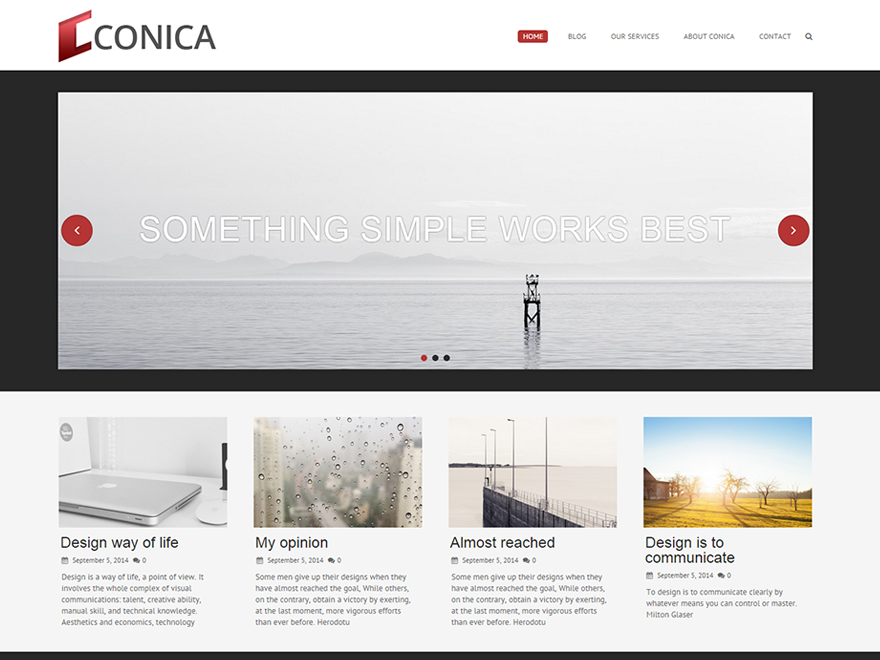 CONICA
HOME BLOG OUR SERVICES ABOUT CONICA CONTACT
SOMETHING SIMPLE WORKS BEST
Design way of life
September 5, 2014 0
Design is a way of life, a point of view. It
involves the whole complex of visual
communications: talent, creative ability,
manual skill, and technical knowledge.
Aesthetics and economics, technology
My opinion
September 5, 2014 0
Some men give up their designs when they
have almost reached the goal, While others,
on the contrary, obtain a victory by exerting,
at the last moment, more vigorous efforts
than ever before. Herodotu
Almost reached
September 5, 2014 0
Some men give up their designs when they
have almost reached the goal, While others,
on the contrary, obtain a victory by exerting,
at the last moment, more vigorous efforts
than ever before. Herodotu
Design is to
communicate
September 5, 2014 0
To design is to communicate clearly by
whatever means you can control or master.
Milton Glaser